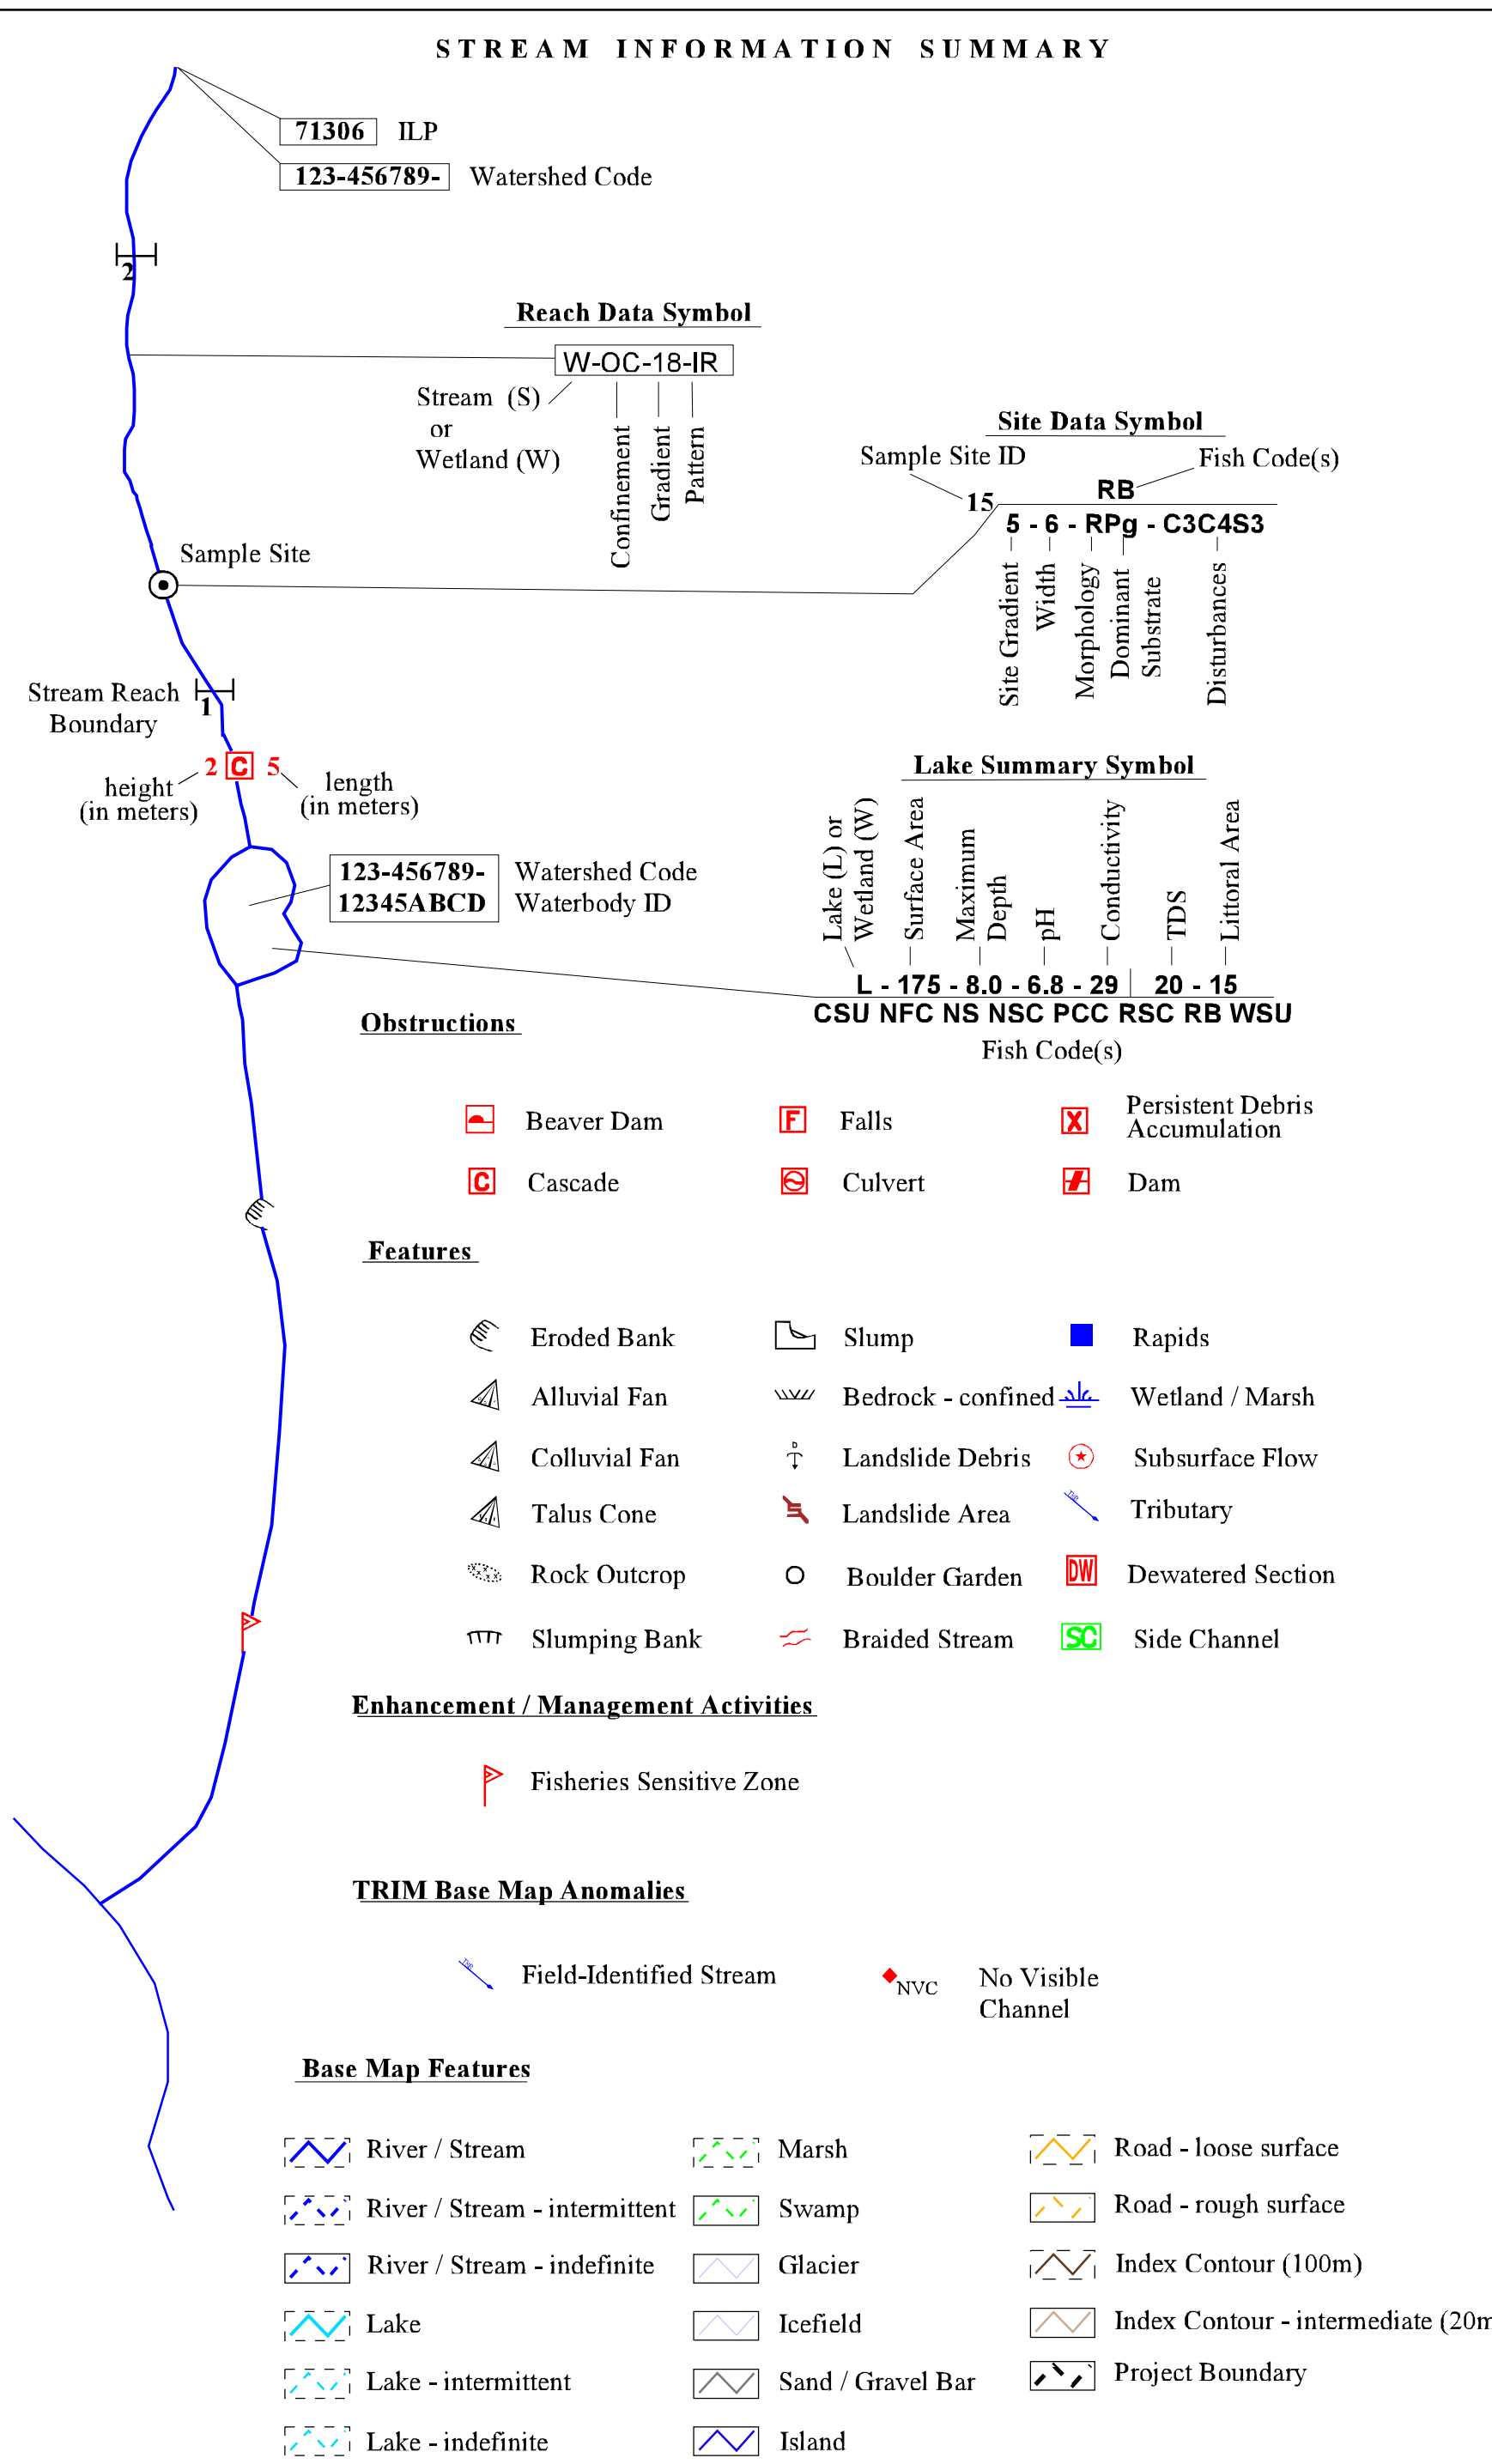 STREAM INFORMATION SUMMARY
71306 ILP
123-456789- Watershed Code
2
Reach Data Symbol
W-OC-18-IR
Stream (S)
or
Wetland (W)
Confinement
Gradient
Pattern
Site Data Symbol
Sample Site ID
Fish Code(s)
15
RB
5 - 6 - RPg - C3C4S3
Site Gradient
Width
Morphology
Dominant
Substrate
Disturbances
Sample Site
Stream Reach
Boundary
1
2 C 5
height
(in meters)
length
(in meters)
123-456789- Watershed Code
12345ABCD Waterbody ID
Lake Summary Symbol
Lake (L) or
Wetland (W)
Surface Area
Maximum
Depth
pH
Conductivity
TDS
Littoral Area
L - 175 - 8.0 - 6.8 - 29 20 - 15
CSU NFC NS NSC PCC RSC RB WSU
Fish Code(s)
Obstructions
Beaver Dam
F Falls
X Persistent Debris
Accumulation
C Cascade
Culvert
Dam
Features
Eroded Bank
Slump
Rapids
Alluvial Fan
Bedrock - confined
Wetland / Marsh
Colluvial Fan
D Landslide Debris
Subsurface Flow
Talus Cone
Landslide Area
Tributary
Rock Outcrop
Boulder Garden
DW Dewatered Section
Slumping Bank
Braided Stream
SC Side Channel
Enhancement / Management Activities
Fisheries Sensitive Zone
TRIM Base Map Anomalies
Field-Identified Stream
NVC No Visible
Channel
Base Map Features
River / Stream
Marsh
Road - loose surface
River / Stream - intermittent
Swamp
Road - rough surface
River / Stream - indefinite
Glacier
Index Contour (100m)
Lake
Icefield
Index Contour - intermediate (20m
Lake - intermittent
Sand / Gravel Bar
Project Boundary
Lake - indefinite
Island